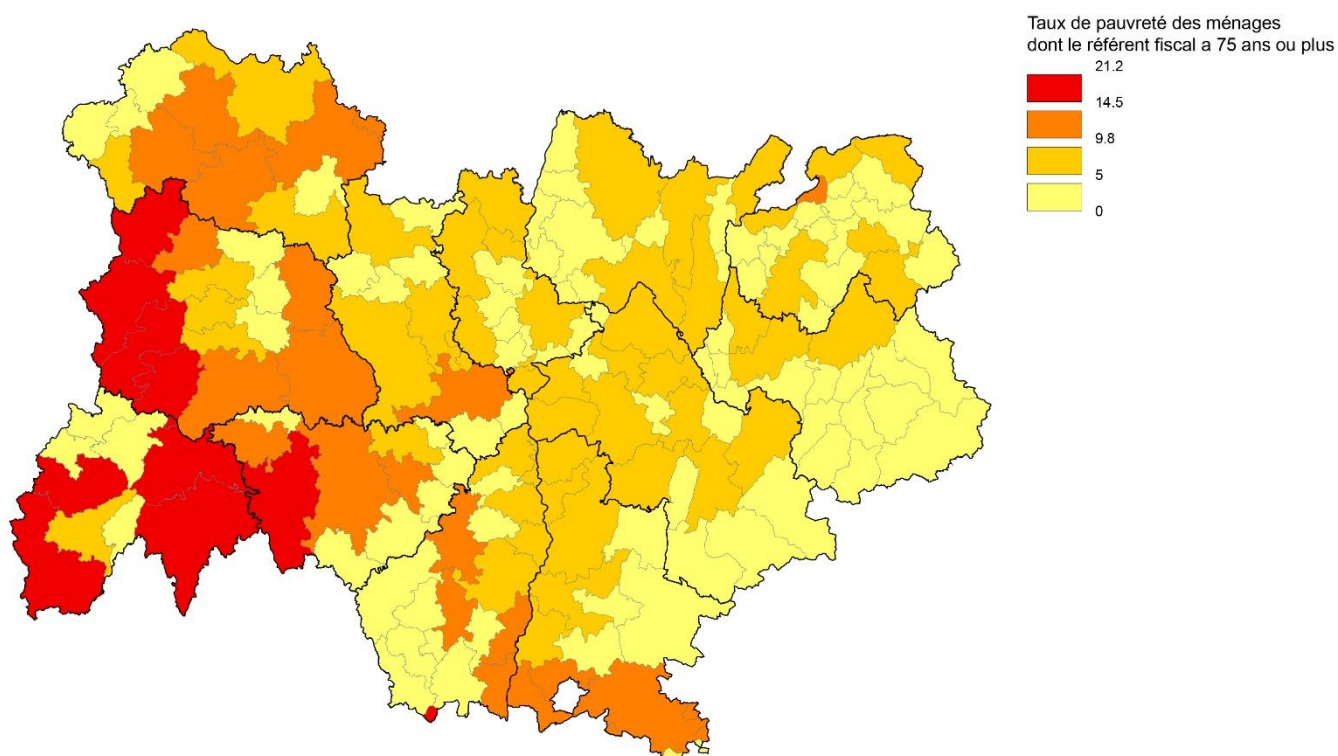 Taux de pauvreté des ménages
dont le référent fiscal a 75 ans ou plus
21.2
14.5
9.8
5
0